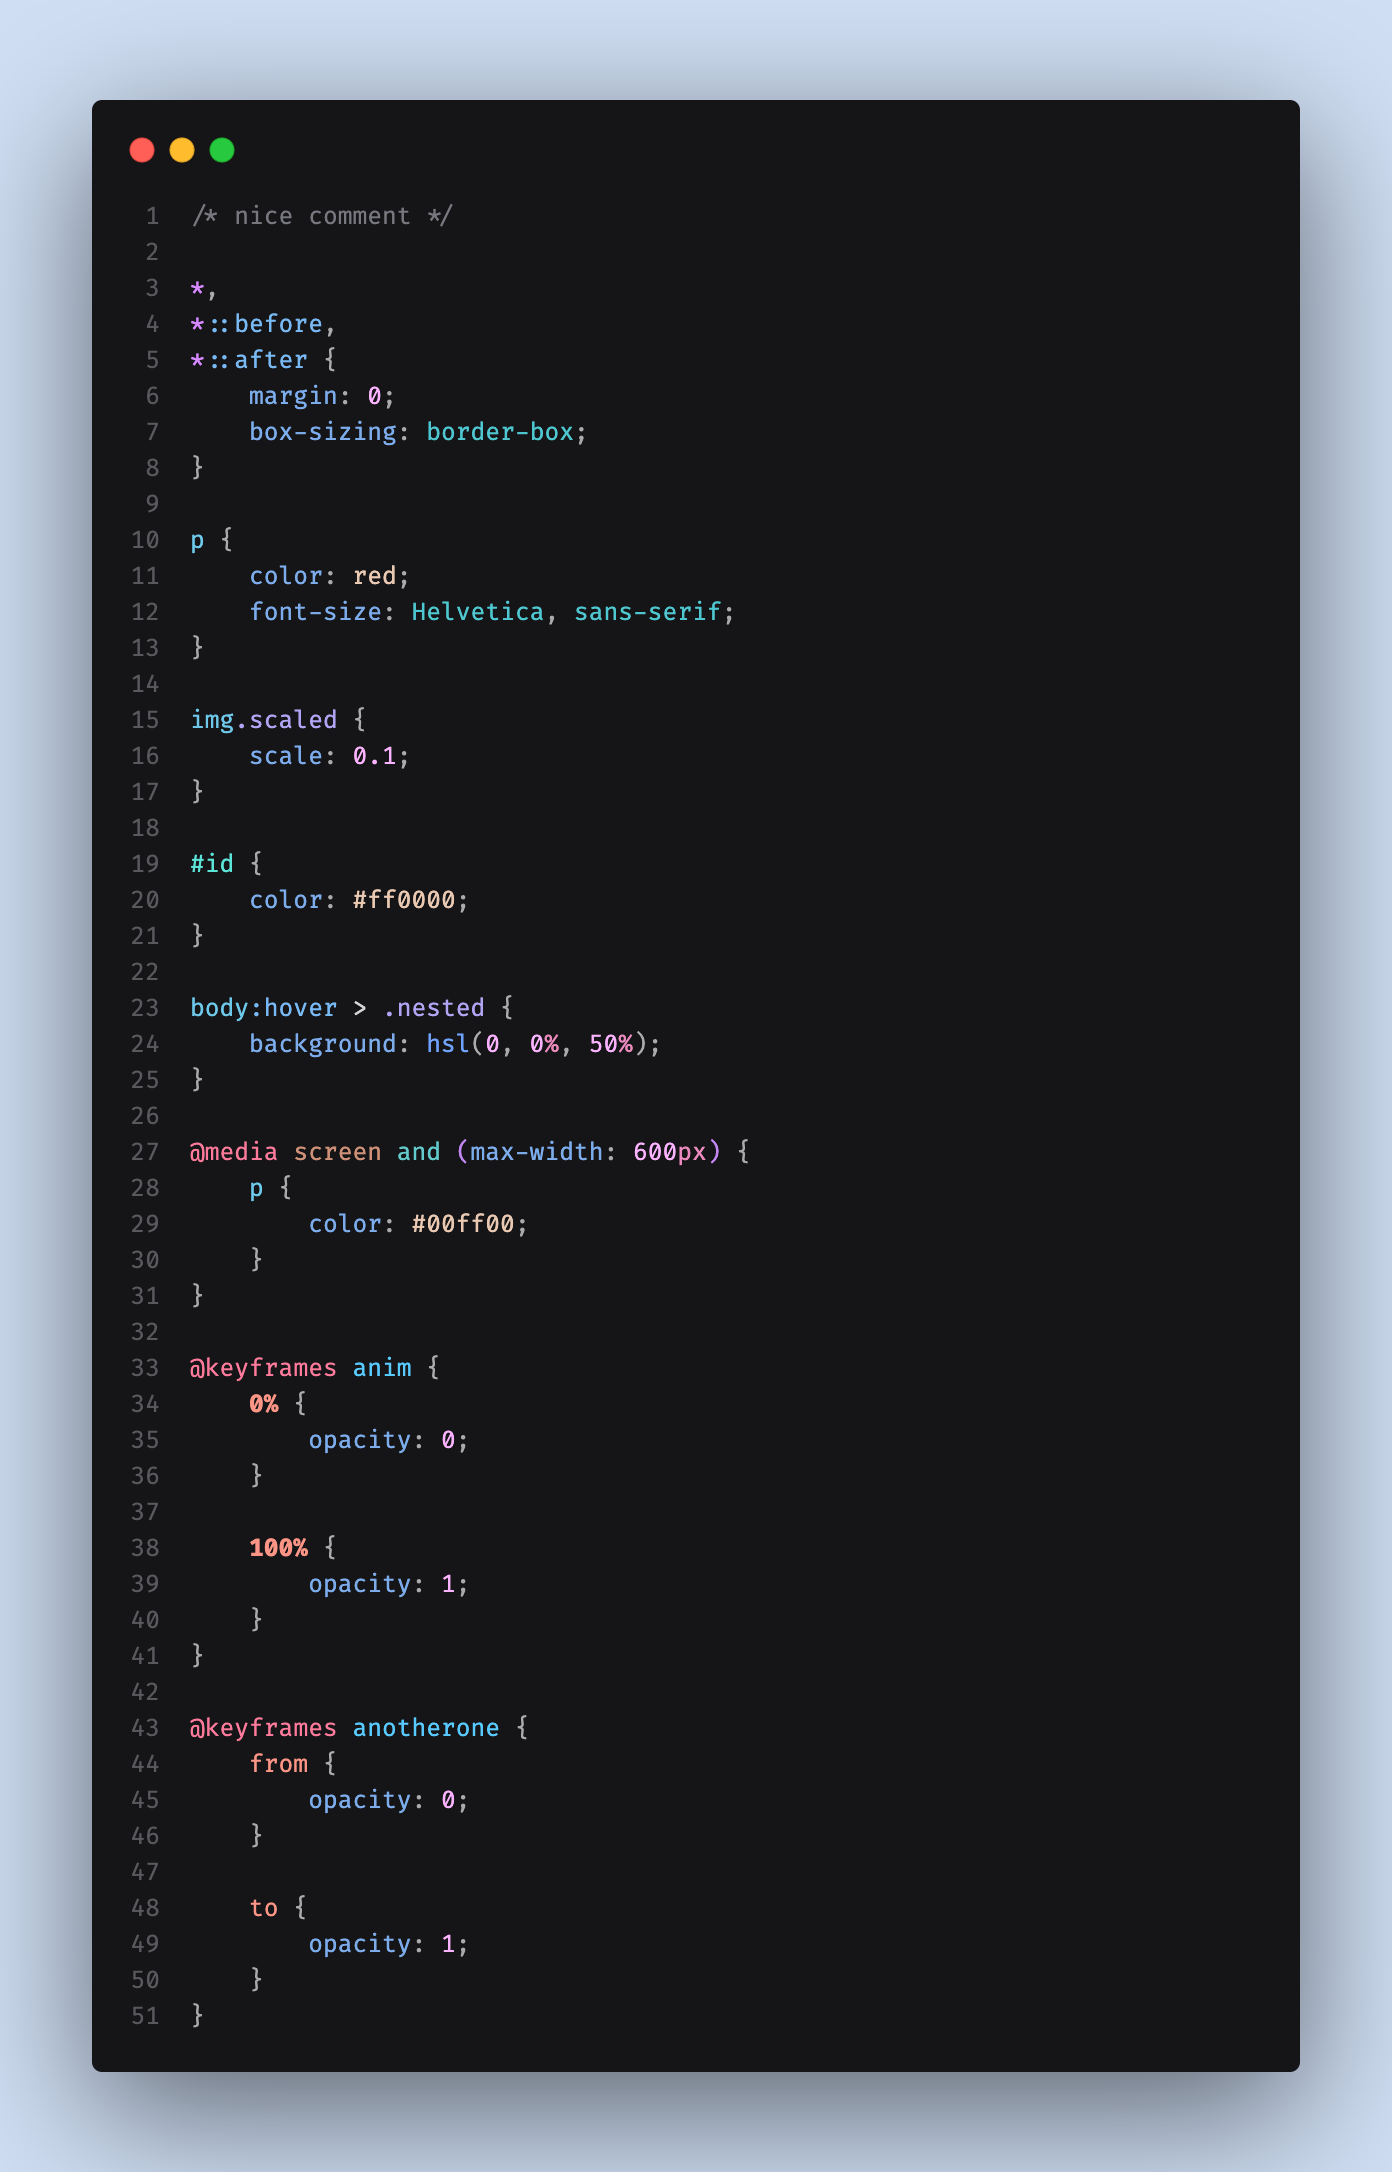 1 /* nice comment */
2
3 *,
4 *::before,
5 *::after {
6     margin: 0;
7     box-sizing: border-box;
8 }
9
10 p {
11     color: red;
12     font-size: Helvetica, sans-serif;
13 }
14
15 img.scaled {
16     scale: 0.1;
17 }
18
19 #id {
20     color: #ff0000;
21 }
22
23 body:hover > .nested {
24     background: hsl(0, 0%, 50%);
25 }
26
27 @media screen and (max-width: 600px) {
28     p {
29         color: #00ff00;
30     }
31 }
32
33 @keyframes anim {
34     0% {
35         opacity: 0;
36     }
37
38     100% {
39         opacity: 1;
40     }
41 }
42
43 @keyframes anotherone {
44     from {
45         opacity: 0;
46     }
47
48     to {
49         opacity: 1;
50     }
51 }